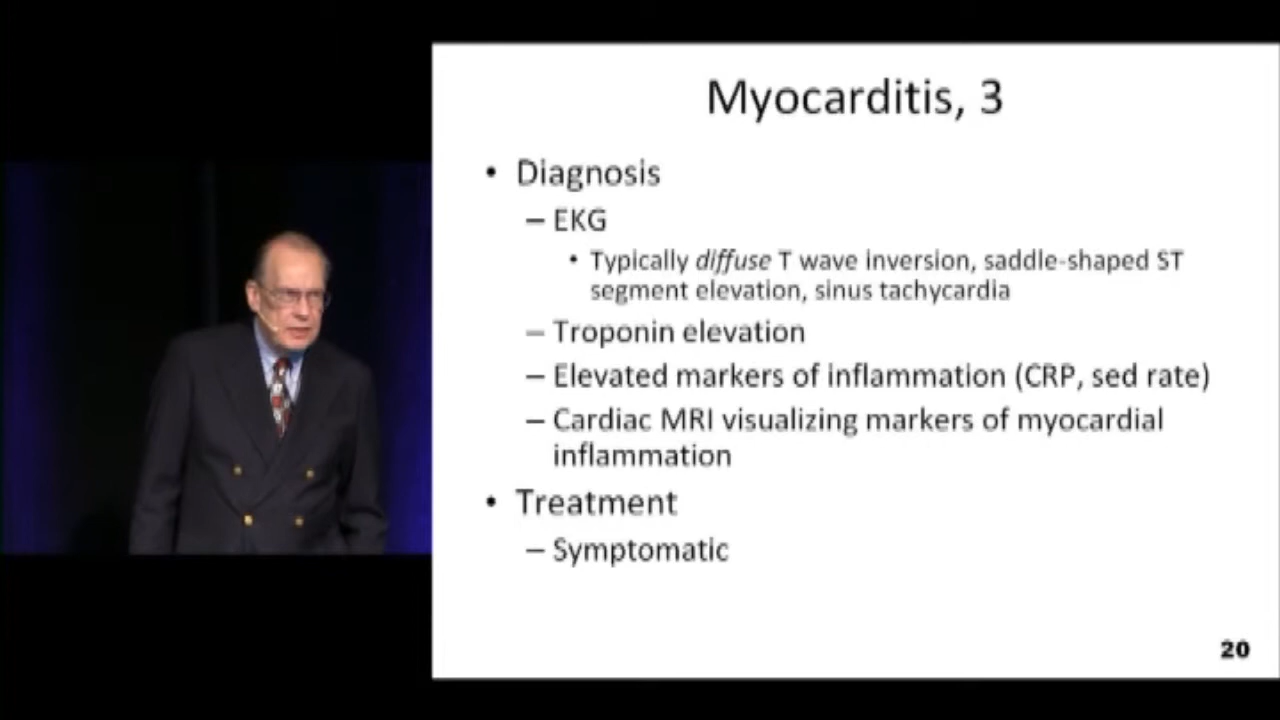 Myocarditis, 3
• Diagnosis
– EKG
• Typically diffuse T wave inversion, saddle-shaped ST
segment elevation, sinus tachycardia
– Troponin elevation
– Elevated markers of inflammation (CRP, sed rate)
– Cardiac MRI visualizing markers of myocardial
inflammation
• Treatment
– Symptomatic
20